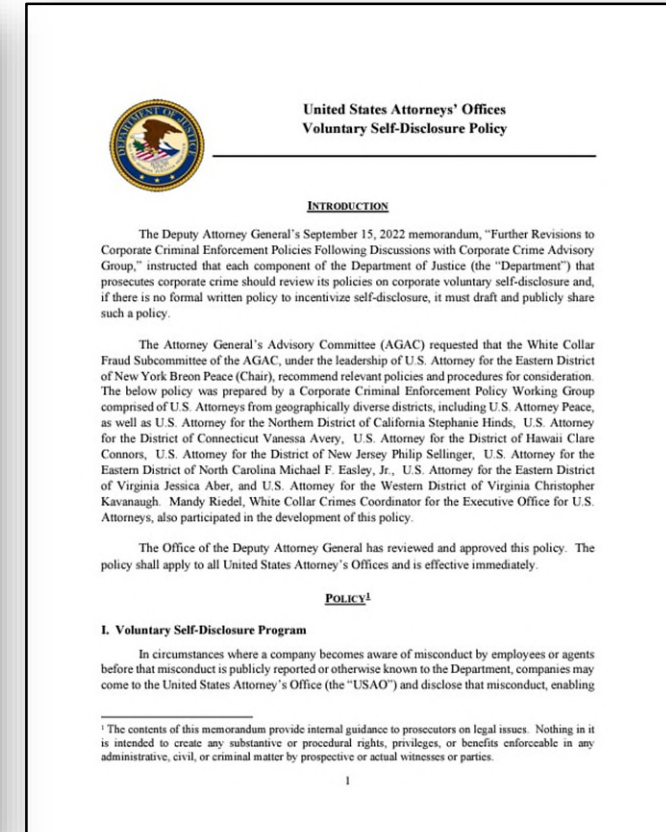 DEPARTMENT OF JUSTICE
United States Attorneys’ Offices
Voluntary Self-Disclosure Policy
INTRODUCTION
The Deputy Attorney General’s September 15, 2022 memorandum, “Further Revisions to
Corporate Criminal Enforcement Policies Following Discussions with Corporate Crime Advisory
Group,” instructed that each component of the Department of Justice (the “Department”) that
prosecutes corporate crime should review its policies on corporate voluntary self-disclosure and,
if there is no formal written policy to incentivize self-disclosure, it must draft and publicly share
such a policy.
The Attorney General’s Advisory Committee (AGAC) requested that the White Collar
Fraud Subcommittee of the AGAC, under the leadership of U.S. Attorney for the Eastern District
of New York Breon Peace (Chair), recommend relevant policies and procedures for consideration.
The below policy was prepared by a Corporate Criminal Enforcement Policy Working Group
comprised of U.S. Attorneys from geographically diverse districts, including U.S. Attorney Peace,
as well as U.S. Attorney for the Northern District of California Stephanie Hinds, U.S. Attorney
for the District of Connecticut Vanessa Avery, U.S. Attorney for the District of Hawaii Clare
Connors, U.S. Attorney for the District of New Jersey Philip Sellinger, U.S. Attorney for the
Eastern District of North Carolina Michael F. Easley, Jr., U.S. Attorney for the Eastern District
of Virginia Jessica Aber, and U.S. Attorney for the Western District of Virginia Christopher
Kavanaugh. Mandy Riedel, White Collar Crimes Coordinator for the Executive Office for U.S.
Attorneys, also participated in the development of this policy.
The Office of the Deputy Attorney General has reviewed and approved this policy. The
policy shall apply to all United States Attorney’s Offices and is effective immediately.
POLICY1
I. Voluntary Self-Disclosure Program
In circumstances where a company becomes aware of misconduct by employees or agents
before that misconduct is publicly reported or otherwise known to the Department, companies may
come to the United States Attorney’s Office (the “USAO”) and disclose that misconduct, enabling
1 The contents of this memorandum provide internal guidance to prosecutors on legal issues. Nothing in it
is intended to create any substantive or procedural rights, privileges, or benefits enforceable in any
administrative, civil, or criminal matter by prospective or actual witnesses or parties.
1